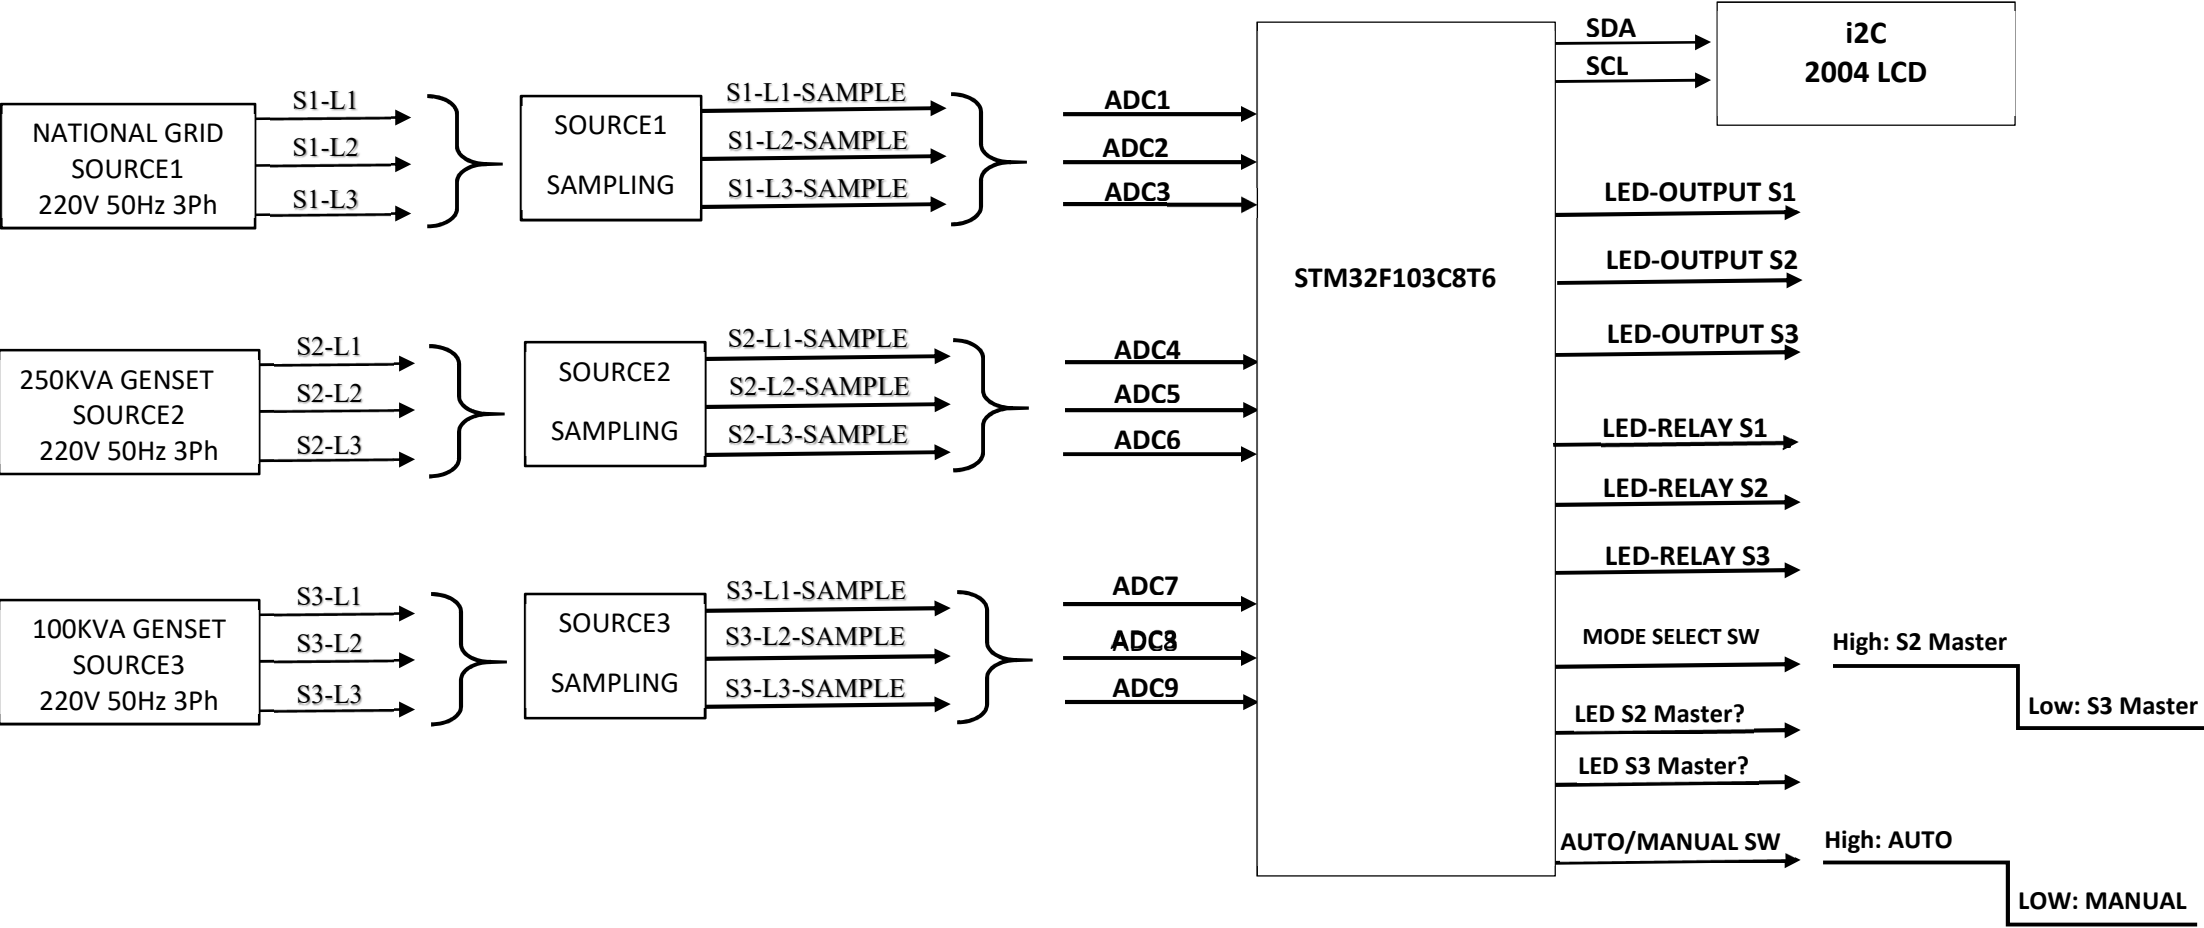 SDA
SCL
i2C
2004 LCD
NATIONAL GRID
SOURCE1
220V 50Hz 3Ph
S1-L1
S1-L2
S1-L3
SOURCE1
SAMPLING
S1-L1-SAMPLE
S1-L2-SAMPLE
S1-L3-SAMPLE
ADC1
ADC2
ADC3
250KVA GENSET
SOURCE2
220V 50Hz 3Ph
S2-L1
S2-L2
S2-L3
SOURCE2
SAMPLING
S2-L1-SAMPLE
S2-L2-SAMPLE
S2-L3-SAMPLE
ADC4
ADC5
ADC6
100KVA GENSET
SOURCE3
220V 50Hz 3Ph
S3-L1
S3-L2
S3-L3
SOURCE3
SAMPLING
S3-L1-SAMPLE
S3-L2-SAMPLE
S3-L3-SAMPLE
ADC7
ADC9
STM32F103C8T6
LED-OUTPUT S1
LED-OUTPUT S2
LED-OUTPUT S3
LED-RELAY S1
LED-RELAY S2
LED-RELAY S3
MODE SELECT SW
High: S2 Master
Low: S3 Master
LED S2 Master?
LED S3 Master?
AUTO/MANUAL SW
High: AUTO
LOW: MANUAL